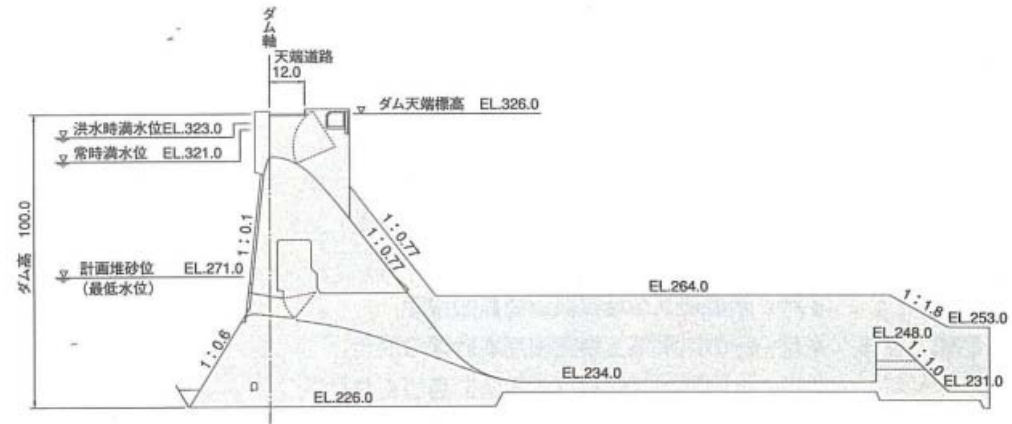 ダム軸
天端道路
12.0
ダム天端標高 EL.326.0
洪水時満水位EL.323.0
常時満水位 EL.321.0
ダム高 100.0
1:0.1
1:0.77
1:0.77
計画堆砂位 EL.271.0
(最低水位)
EL.264.0
1:1.8
EL.253.0
EL.248.0
1:1.0
1:0.6
EL.234.0
EL.231.0
EL.226.0